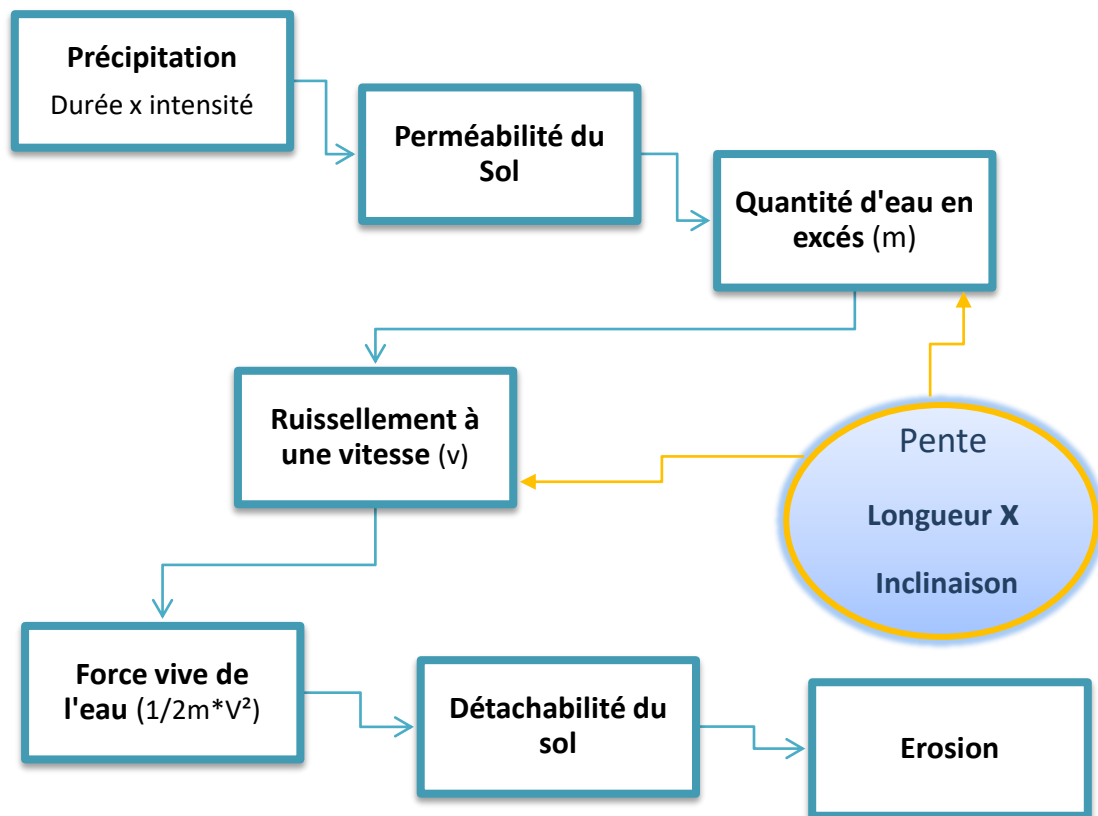 Précipitation
Durée x intensité
Perméabilité du
Sol
Quantité d'eau en
excés (m)
Ruissellement à
une vitesse (v)
Pente
Longueur x
Inclinaison
Force vive de
l'eau (1/2m*V²)
Détachabilité du
sol
Erosion